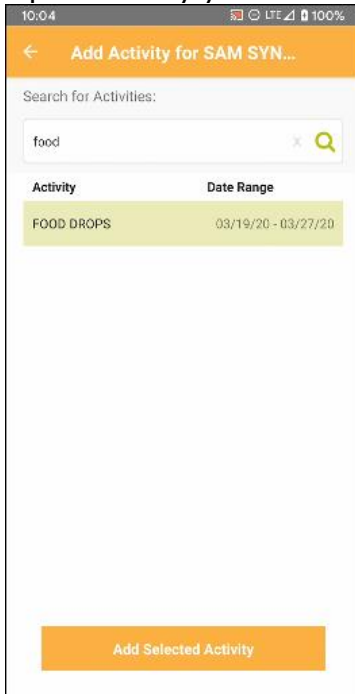 10:04 LTE 100%
Add Activity for SAM SYN...
Search for Activities:
food x
Activity Date Range
FOOD DROPS 03/19/20 - 03/27/20
Add Selected Activity